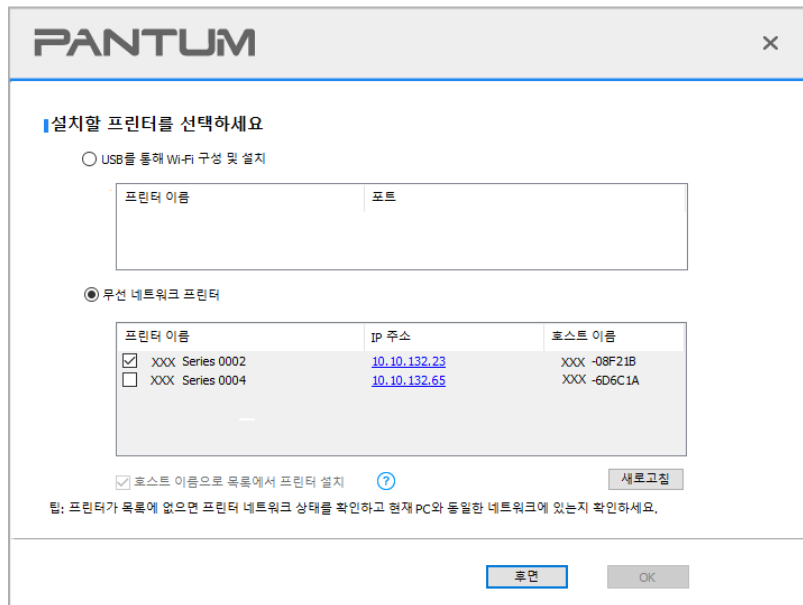 PANTUM
설치할 프린터를 선택하세요
USB를 통해 Wi-Fi 구성 및 설치
프린터 이름 포트
무선 네트워크 프린터
프린터 이름 IP 주소 호스트 이름
XXX Series 0002 10.10.132.23 XXX -08F21B
XXX Series 0004 10.10.132.65 XXX -6D6C1A
호스트 이름으로 목록에서 프린터 설치 ? 새로고침
팁: 프린터가 목록에 없으면 프린터 네트워크 상태를 확인하고 현재 PC와 동일한 네트워크에 있는지 확인하세요.
후면 OK